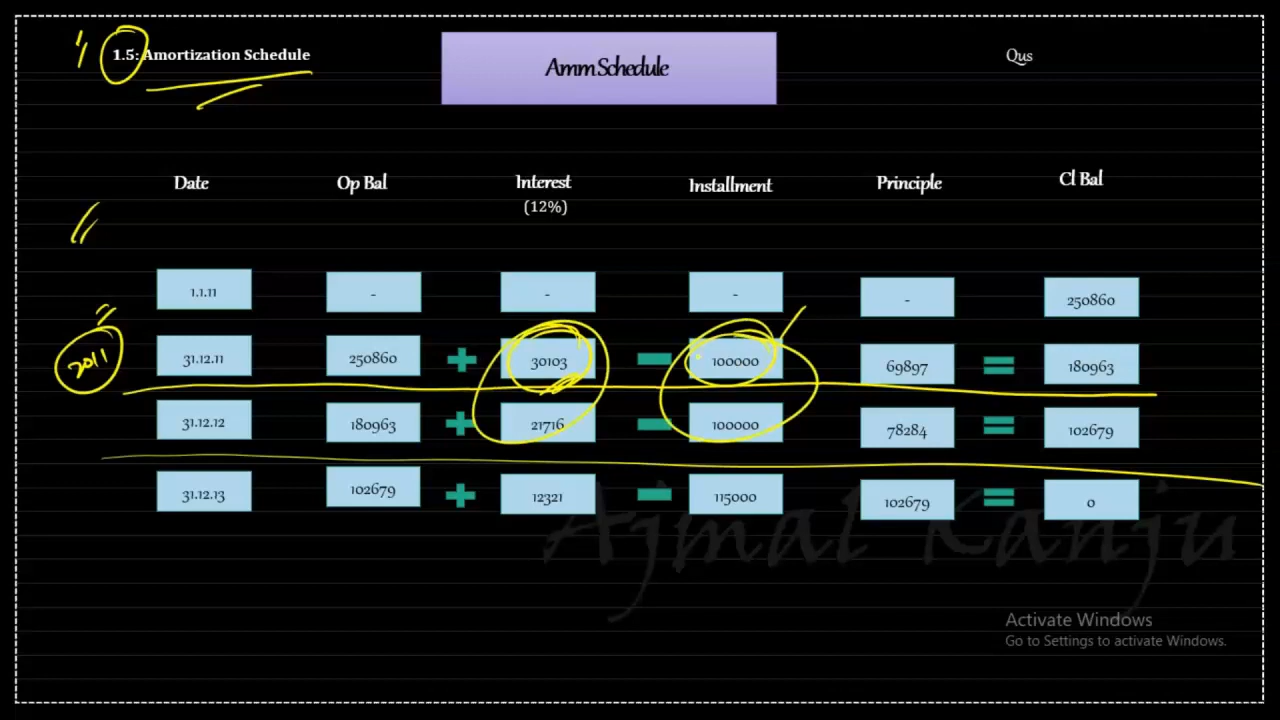 1.5: Amortization Schedule
Amm Schedule
Qus
Date Op Bal Interest Installment Principle Cl Bal
(12%)
1.1.11 - - - - 250860
2011 31.12.11 250860 + 30103 - 100000 69897 = 180963
31.12.12 180963 + 21716 - 100000 78284 = 102679
31.12.13 102679 + 12321 - 115000 102679 = 0
Ajmal Kanju
Activate Windows
Go to Settings to activate Windows.